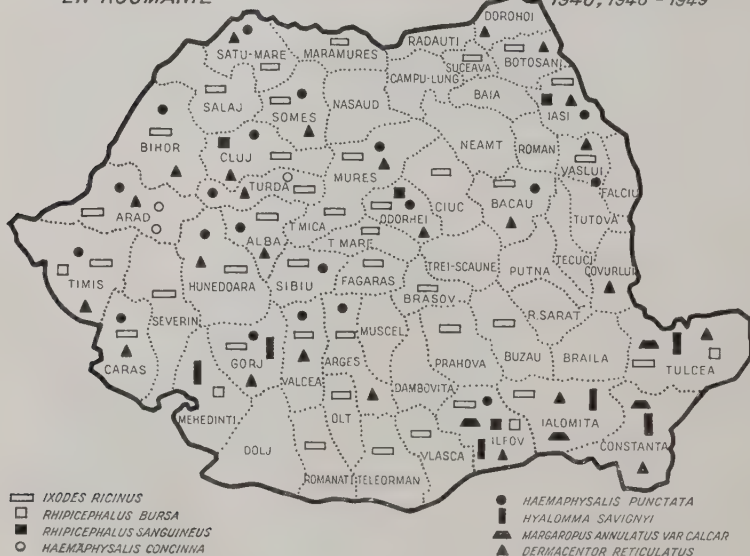 EN ROUMANIE
1940, 1948 - 1949
DOROHOI
SATU-MARE
MARAMURES
RADAUTI
SUCEAVA
BOTOSAN
CAMPU-LUNG
SALAJ
SOMES
NASAUD
BAIA
IASI
BIHOR
CLUJ
NEAMT
ROMAN
VASLUI
TURDA
MURES
FALCIU
ARAD
ODORHEI
CIUC
BACAU
TUTOVA
ALBA
T.MICA
T.MARE
TREI-SCAUNE
PUTNA
TECUCI
COVURLUI
TIMIS
HUNEDOARA
SIBIU
FAGARAS
BRASOV
SEVERIN
R.SARAT
CARAS
GORJ
VALCEA
ARGES
MUSCEL
PRAHOVA
BUZAU
BRAILA
TULCEA
MEHEDINTI
DAMBOVITA
OLT
IALOMITA
DOLJ
VLASCA
ILFOV
CONSTANTA
ROMANATI
TELEORMAN
IXODES RICINUS
RHIPICEPHALUS BURSA
RHIPICEPHALUS SANGUINEUS
HAEMAPHYSALIS CONCINNA
HAEMAPHYSALIS PUNCTATA
HYALOMMA SAVIGNYI
MARGAROPUS ANNULATUS VAR CALCAR
DERMACENTOR RETICULATUS